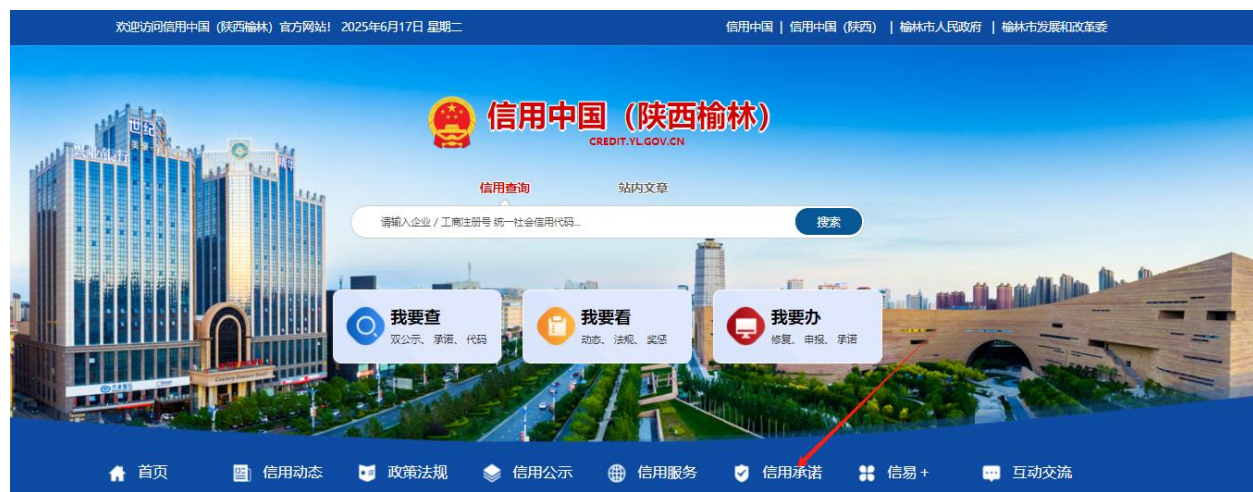 欢迎访问信用中国（陕西榆林）官方网站！ 2025年6月17日 星期二
信用中国 | 信用中国（陕西） | 榆林市人民政府 | 榆林市发展和改革委
世纪
信用中国（陕西榆林）
CREDIT.YL.GOV.CN
信用查询 站内文章
请输入企业 / 工商注册号 统一社会信用代码...
搜索
我要查
双公示、承诺、代码
我要看
动态、法规、奖惩
我要办
修复、申报、承诺
首页 信用动态 政策法规 信用公示 信用服务 信用承诺 信易+ 互动交流